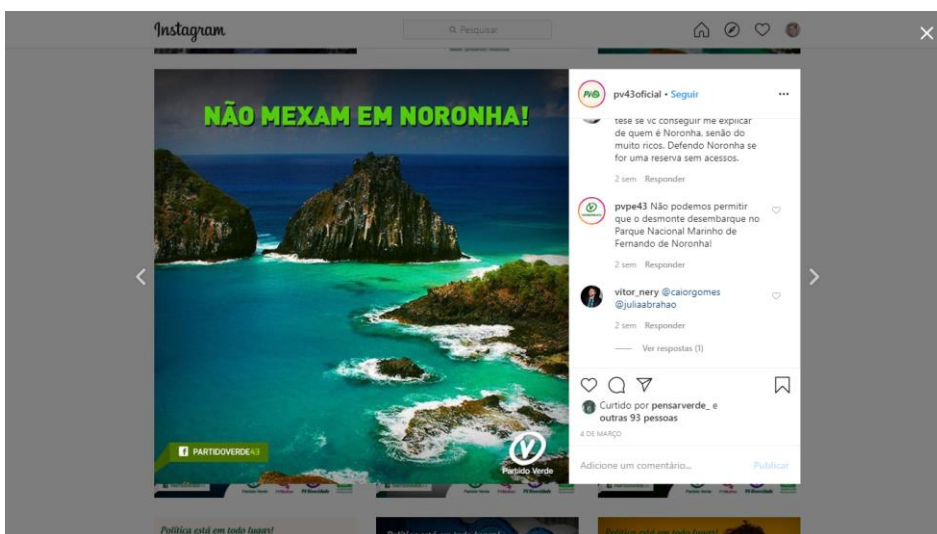 Instagram
Pesquisar
NÃO MEXAM EM NORONHA!
PARTIDOVERDE43
Partido Verde
pv43oficial • Seguir
tese se vc conseguir me explicar
de quem é Noronha, senão do
muito ricos. Defendo Noronha se
for uma reserva sem acessos.
2 sem Responder
pvpe43 Não podemos permitir
que o desmonte desembarque no
Parque Nacional Marinho de
Fernando de Noronha!
2 sem Responder
vitor_nery @caiorgomes
@juliaabrahao
2 sem Responder
Ver respostas (1)
Curtido por pensarverde_ e
outras 93 pessoas
4 DE MARÇO
Adicione um comentário... Publicar
Política está em todo lugar!